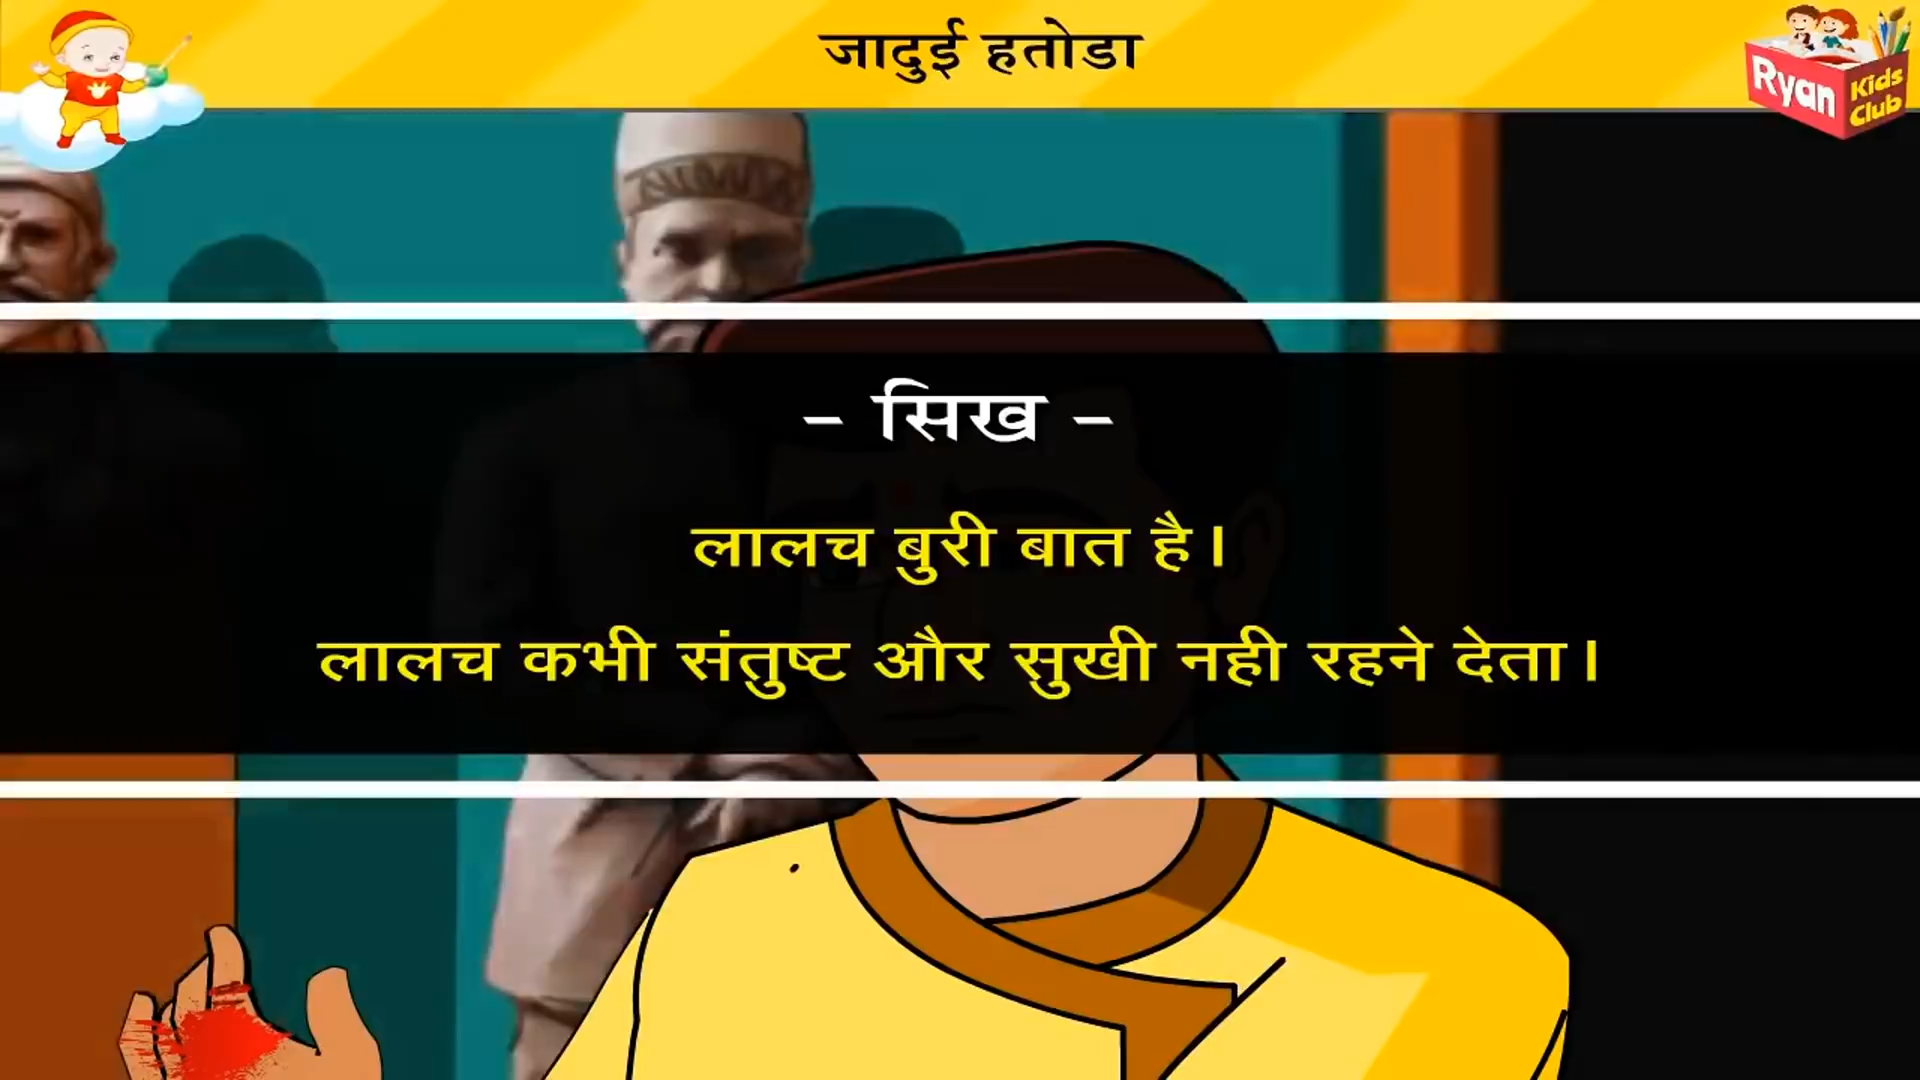 जादुई हतोडा
Ryan
Kids
Club
– सिख –
लालच बुरी बात है।
लालच कभी संतुष्ट और सुखी नही रहने देता।